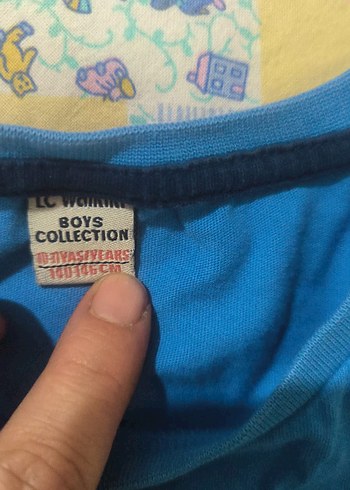 LC WAIKIKI
BOYS
COLLECTION
10-11YAS/YEARS
140-146CM